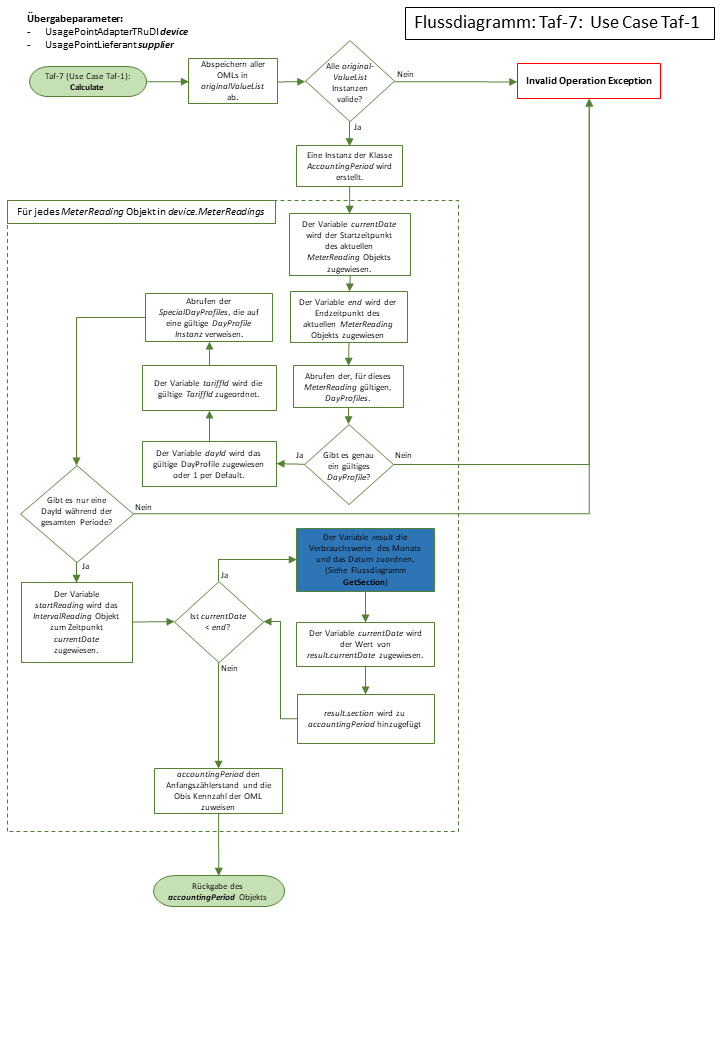 Übergabeparameter:
- UsagePointAdapterTRuDI device
- UsagePointLieferant supplier
Flussdiagramm: Taf-7: Use Case Taf-1
Taf-7 (Use Case Taf-1):
Calculate
Abspeichern aller
OMLs in
originalValueList
ab.
Alle original-
ValueList
Instanzen
valide?
Nein
Invalid Operation Exception
Ja
Eine Instanz der Klasse
AccountingPeriod wird
erstellt.
Für jedes MeterReading Objekt in device.MeterReadings
Der Variable currentDate
wird der Startzeitpunkt
des aktuellen
MeterReading Objekts
zugewiesen.
Der Variable end wird der
Endzeitpunkt des
aktuellen MeterReading
Objekts zugewiesen
Abrufen der, für dieses
MeterReading gültigen,
DayProfiles.
Gibt es genau
ein gültiges
DayProfile?
Nein
Ja
Der Variable dayId wird das
gültige DayProfile zugewiesen
oder 1 per Default.
Der Variable tariffId wird die
gültige TariffId zugeordnet.
Abrufen der
SpecialDayProfiles, die auf
eine gültige DayProfile
Instanz verweisen.
Gibt es nur eine
DayId während der
gesamten Periode?
Nein
Ja
Der Variable
startReading wird das
IntervalReading Objekt
zum Zeitpunkt
currentDate
zugewiesen.
Ist currentDate
< end?
Ja
Der Variable result die
Verbrauchswerte des Monats
und das Datum zuordnen.
(Siehe Flussdiagramm
GetSection)
Der Variable currentDate wird
der Wert von
result.currentDate zugewiesen.
result.section wird zu
accountingPeriod hinzugefügt
Nein
accountingPeriod den
Anfangszählerstand und die
Obis Kennzahl der OML
zuweisen
Rückgabe des
accountingPeriod Objekts